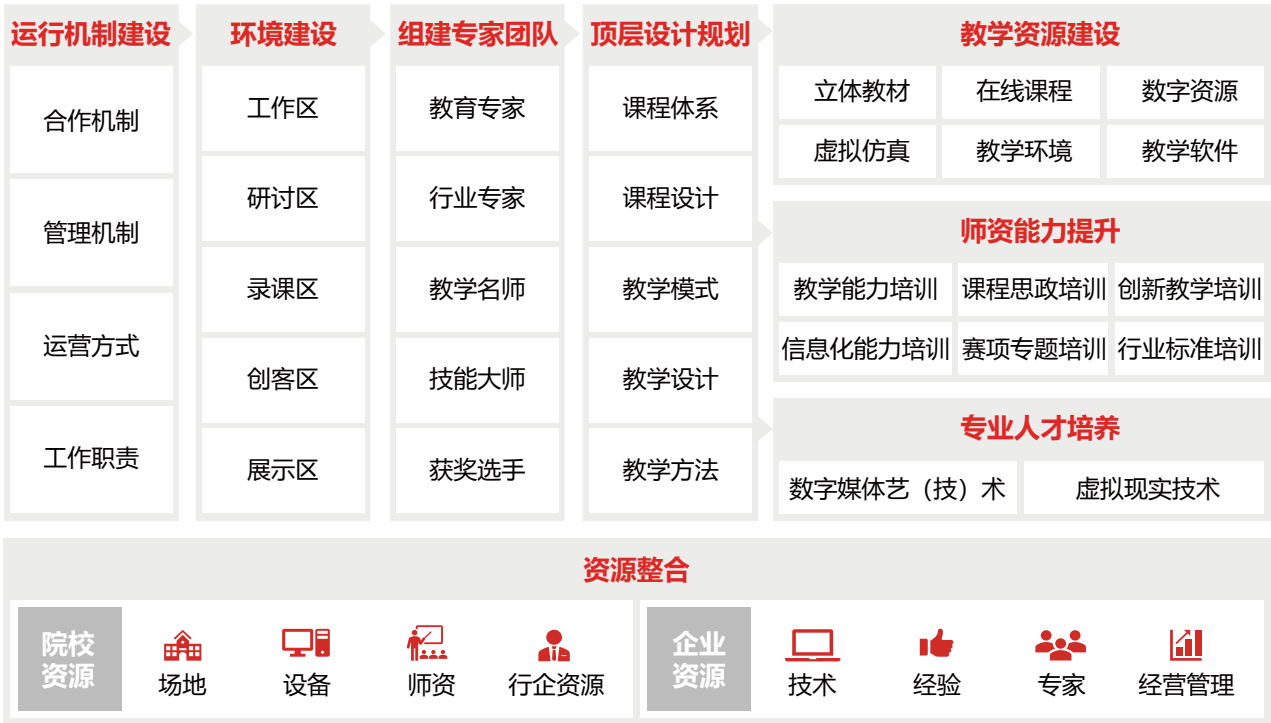 运行机制建设
合作机制
管理机制
运营方式
工作职责
环境建设
工作区
研讨区
录课区
创客区
展示区
组建专家团队
教育专家
行业专家
教学名师
技能大师
获奖选手
顶层设计规划
课程体系
课程设计
教学模式
教学设计
教学方法
教学资源建设
立体教材
在线课程
数字资源
虚拟仿真
教学环境
教学软件
师资能力提升
教学能力培训
课程思政培训
创新教学培训
信息化能力培训
赛项专题培训
行业标准培训
专业人才培养
数字媒体艺（技）术
虚拟现实技术
资源整合
院校
资源
场地
设备
师资
行企资源
企业
资源
技术
经验
专家
经营管理